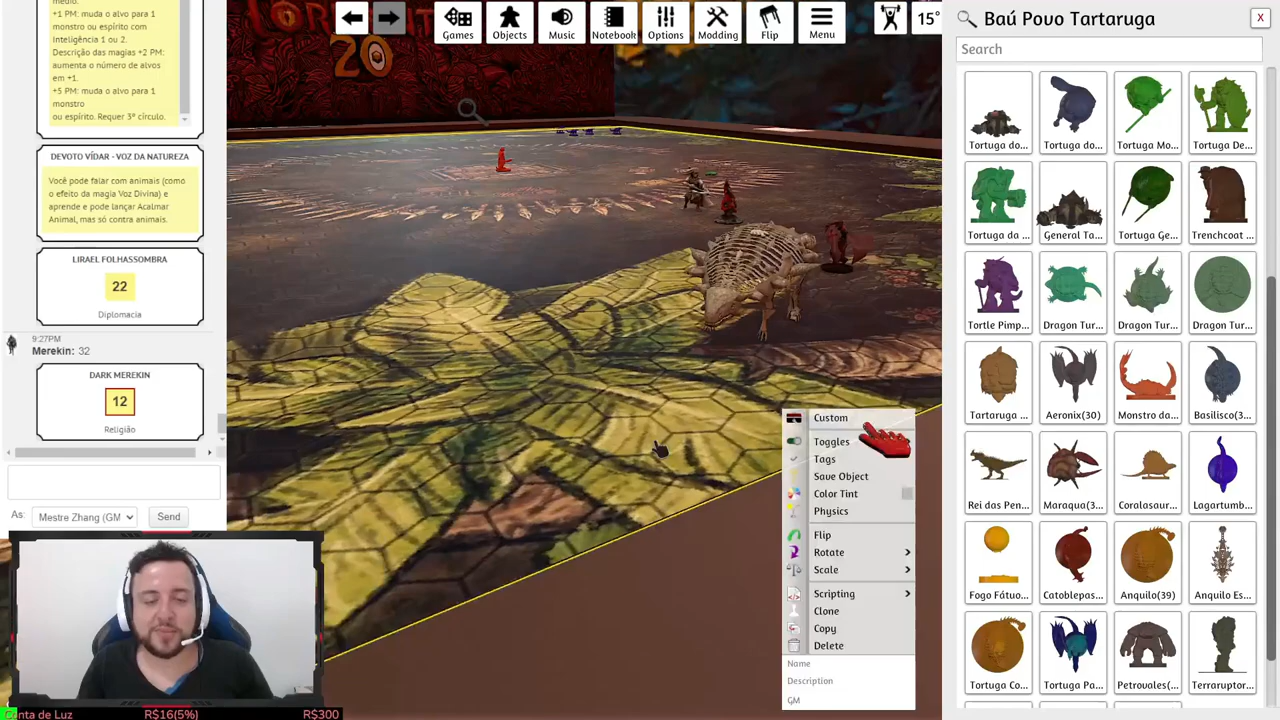 médio.
+1 PM: muda o alvo para 1
monstro ou espírito com
Inteligência 1 ou 2.
Descrição das magias +2 PM:
aumenta o número de alvos
em +1.
+5 PM: muda o alvo para 1
monstro
ou espírito. Requer 3º círculo.
DEVOTO VÍDAR - VOZ DA NATUREZA
Você pode falar com animais (como
o efeito da magia Voz Divina) e
aprende e pode lançar Acalmar
Animal, mas só contra animais.
LIRAEL FOLHASSOMBRA
22
Diplomacia
9:27PM
Merekin: 32
DARK MEREKIN
12
Religião
As:
Mestre Zhang (GM
Send
Conta de Luz
R$16(5%)
R$300
20
Games
Objects
Music
Notebook
Options
Modding
Flip
Menu
15°
Custom
Toggles
Tags
Save Object
Color Tint
Physics
Flip
Rotate
Scale
Scripting
Clone
Copy
Delete
Name
Description
GM
Baú Povo Tartaruga
X
Search
Tortuga do...
Tortuga do...
Tortuga Mo...
Tortuga De...
Tortuga da ...
General Ta...
Tortuga Ge...
Trenchcoat ...
Tortle Pimp...
Dragon Tur...
Dragon Tur...
Dragon Tur...
Tartaruga ...
Aeronix(30)
Monstro da...
Basilisco(3...
Rei das Pen...
Maraqua(3...
Coralasaur...
Lagartumb...
Fogo Fátuo...
Catoblepas...
Anquilo(39)
Anquilo Es...
Tortuga Co...
Tortuga Pa...
Petrovales(...
Terraruptor...